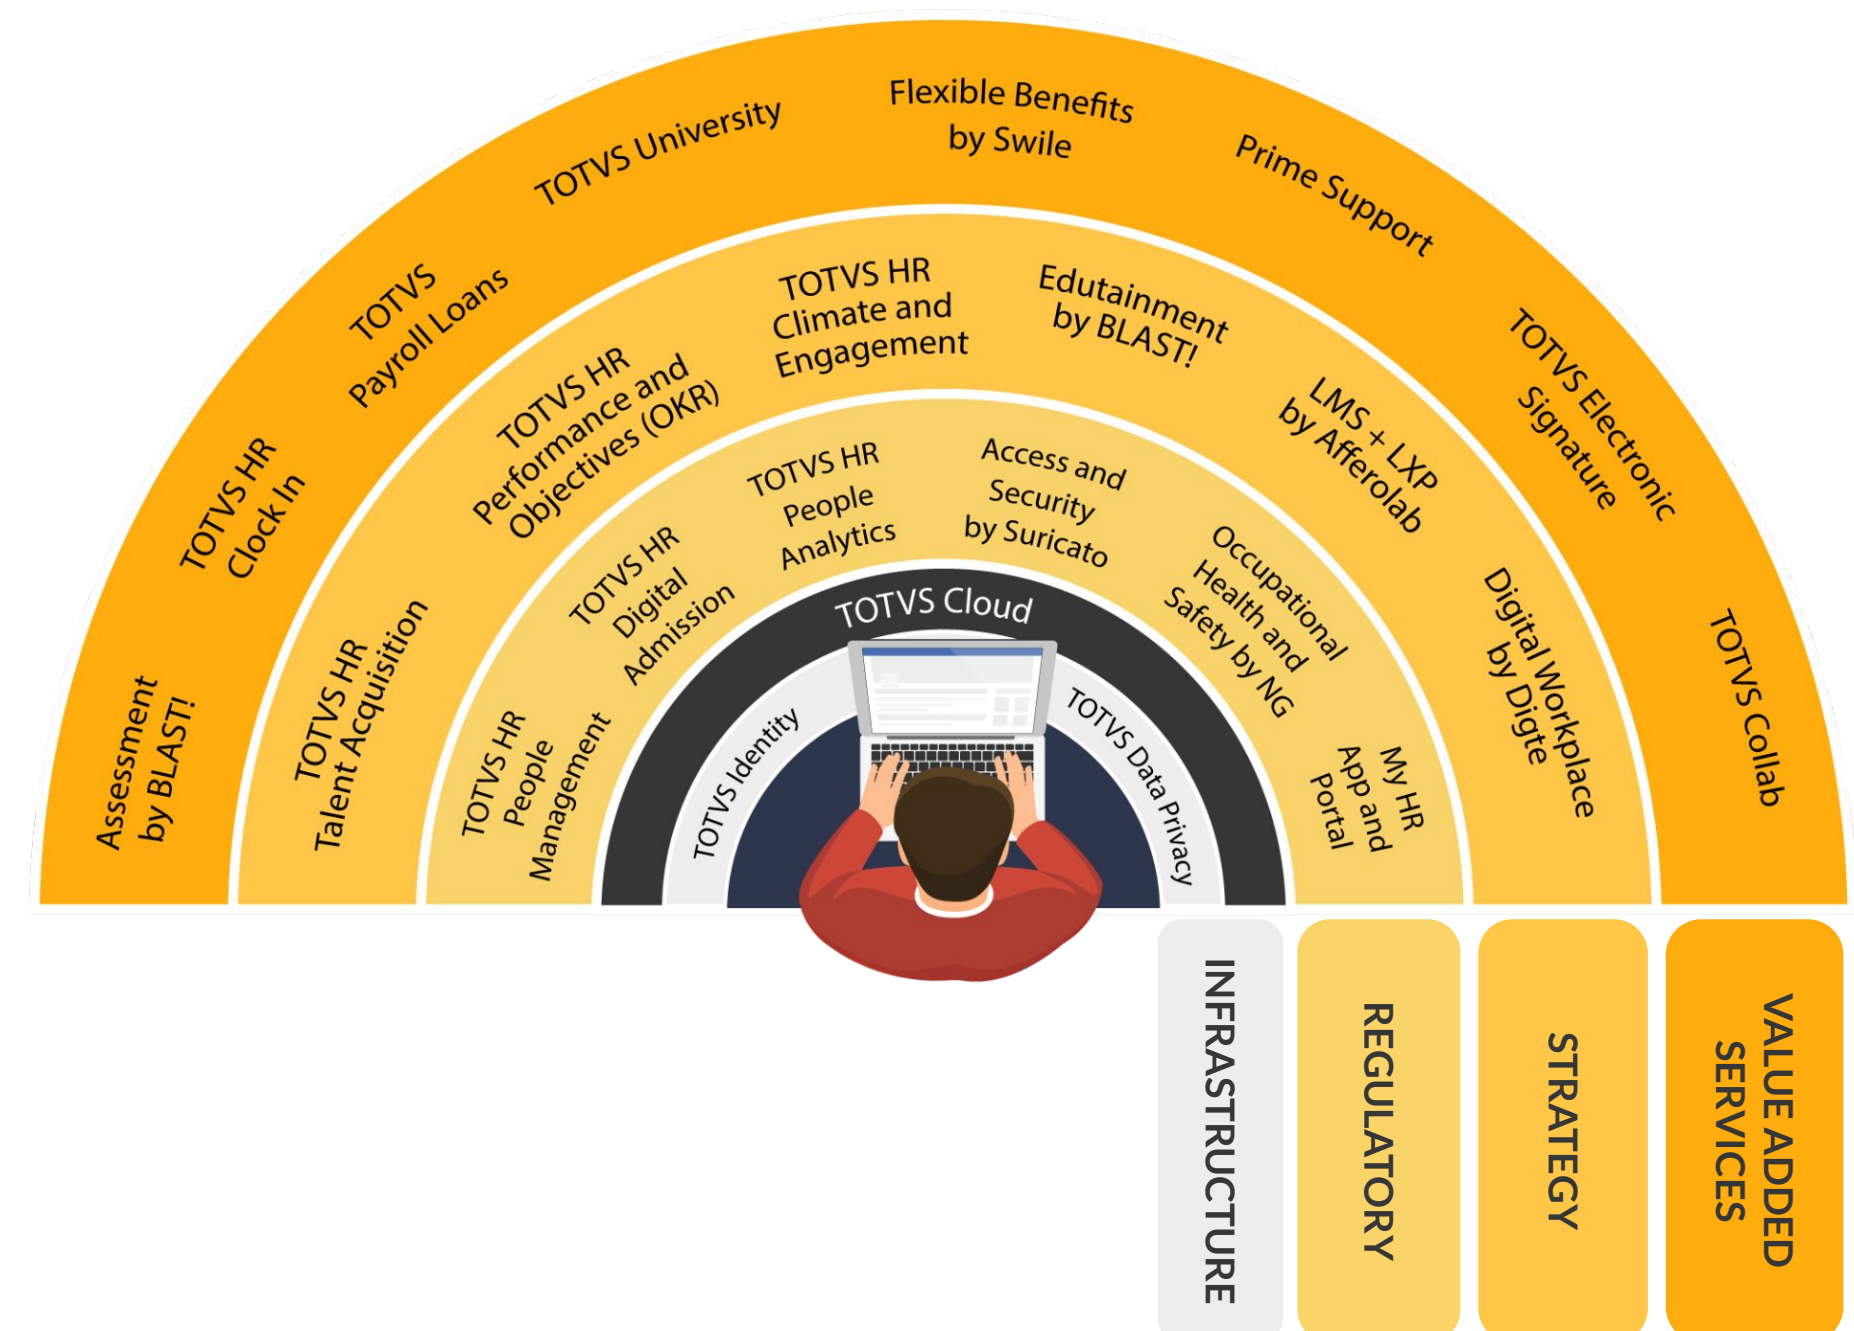 Assessment
by BLAST!
TOTVS HR
Clock In
TOTVS
Payroll Loans
TOTVS University
Flexible Benefits
by Swile
Prime Support
TOTVS Electronic
Signature
TOTVS Collab
TOTVS HR
Talent Acquisition
TOTVS HR
Performance and
Objectives (OKR)
TOTVS HR
Climate and
Engagement
Edutainment
by BLAST!
LMS + LXP
by Afferolab
Digital Workplace
by Digte
TOTVS HR
People
Management
TOTVS HR
Digital
Admission
TOTVS HR
People
Analytics
Access and
Security
by Suricato
Occupational
Health and
Safety by NG
My HR
App and
Portal
TOTVS Cloud
TOTVS Identity
TOTVS Data Privacy
INFRASTRUCTURE
REGULATORY
STRATEGY
VALUE ADDED
SERVICES